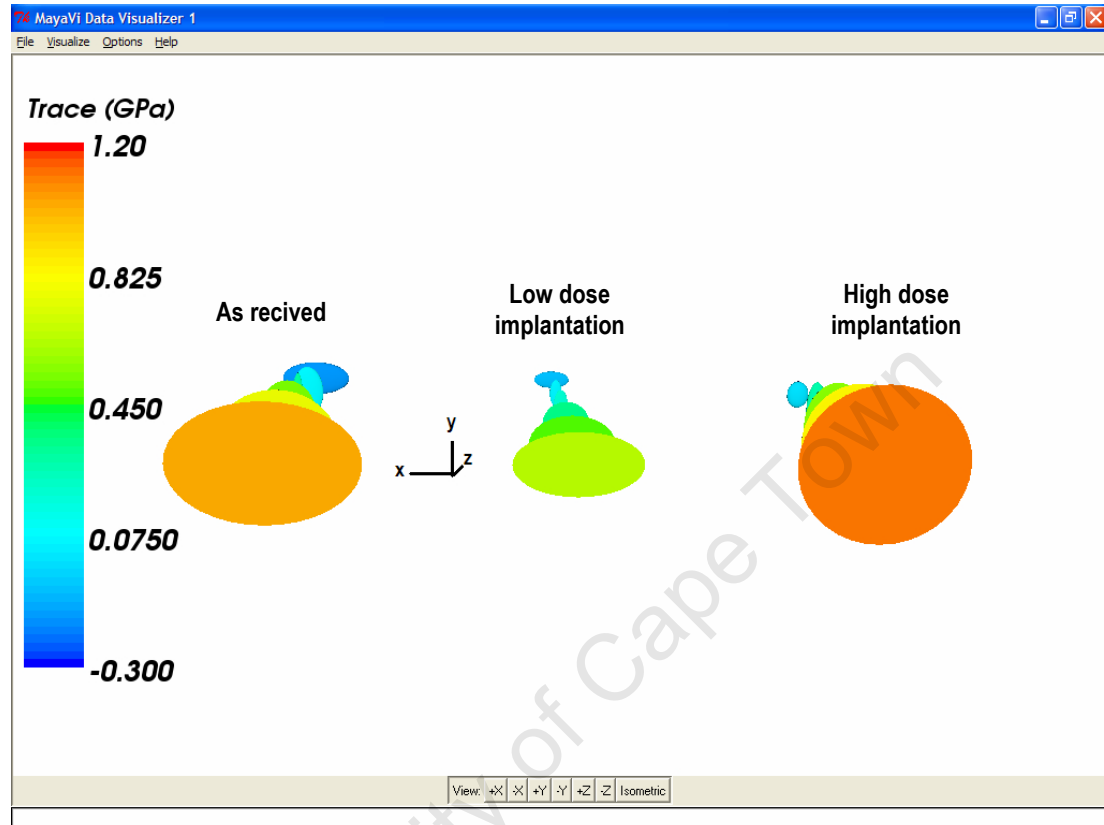 MayaVi Data Visualizer 1
File Visualize Options Help
Trace (GPa)
1.20
0.825
0.450
0.0750
-0.300
As recived
Low dose
implantation
High dose
implantation
y
z
x
ity of Cape Town
View: +X -X +Y -Y +Z -Z Isometric